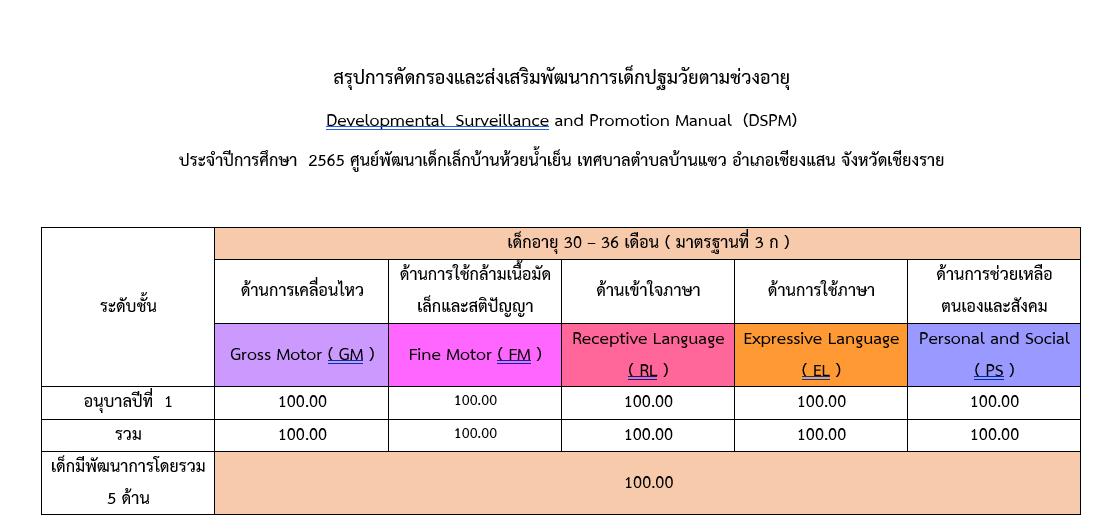 สรุปการคัดกรองและส่งเสริมพัฒนาการเด็กปฐมวัยตามช่วงอายุ
Developmental Surveillance and Promotion Manual (DSPM)
ประจำปีการศึกษา 2565 ศูนย์พัฒนาเด็กเล็กบ้านห้วยน้ำเย็น เทศบาลตำบลบ้านแซว อำเภอเชียงแสน จังหวัดเชียงราย
ระดับชั้น
เด็กอายุ 30 – 36 เดือน ( มาตรฐานที่ 3 ก )
ด้านการเคลื่อนไหว
ด้านการใช้กล้ามเนื้อมัด
เล็กและสติปัญญา
ด้านเข้าใจภาษา
ด้านการใช้ภาษา
ด้านการช่วยเหลือ
ตนเองและสังคม
Gross Motor ( GM )
Fine Motor ( FM )
Receptive Language
( RL )
Expressive Language
( EL )
Personal and Social
( PS )
อนุบาลปีที่ 1 100.00 100.00 100.00 100.00 100.00
รวม 100.00 100.00 100.00 100.00 100.00
เด็กมีพัฒนาการโดยรวม
5 ด้าน
100.00